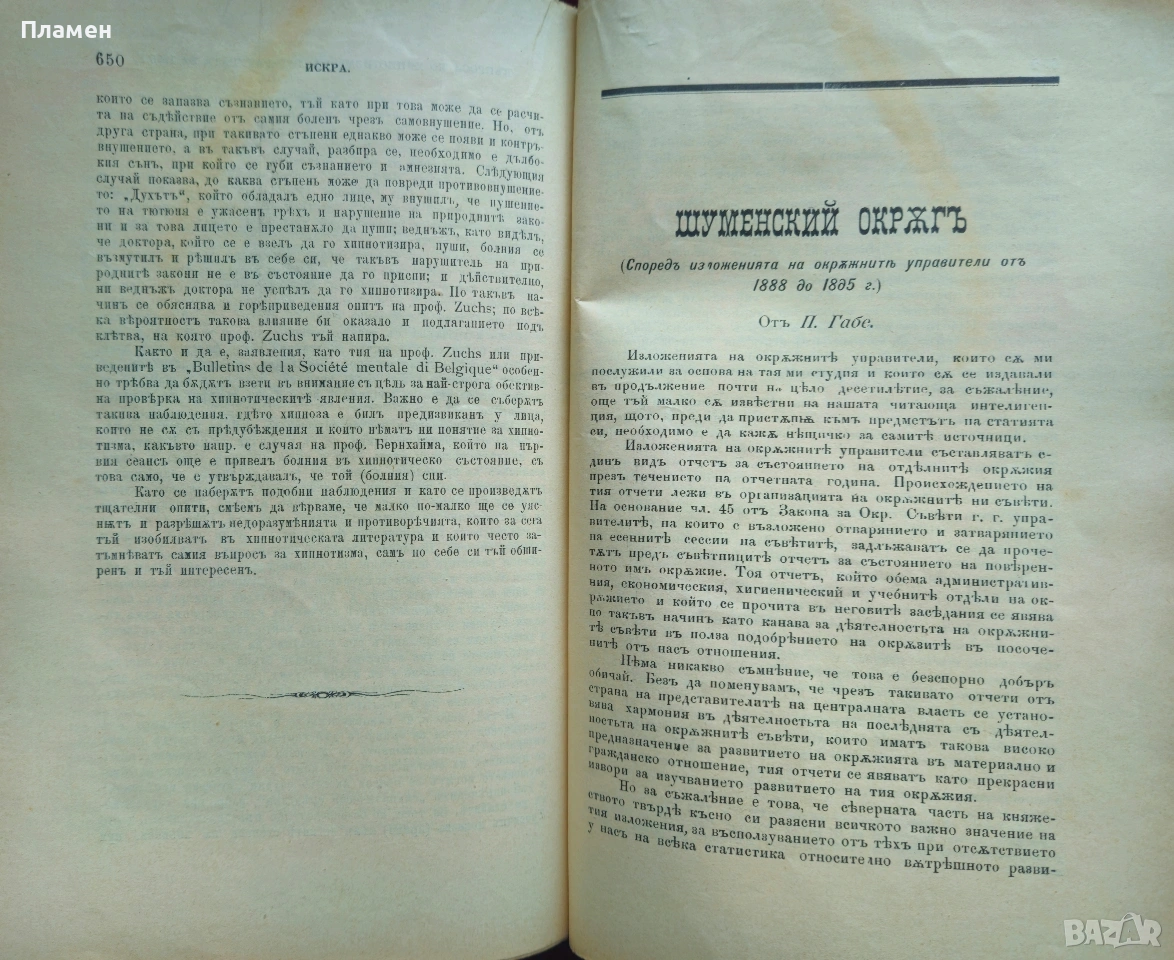 Пламен
650
ИСКРА.
които се запазва съзнанието, тъй като при това може да се расчи-
та на съдѣйствие отъ самия боленъ чрезъ самовнушение. Но, отъ
друга страна, при такивато стъпени еднакво може се появи и контръ-
внушението, а въ такъвъ случай, разбира се, необходимо е дълбо-
кия сънъ, при който се губи съзнанието и амнезията. Слѣдующия
случай показва, до каква стъпень може да повреди противовнушение-
то: „Духътъ“, който обладалъ едно лице, му внушилъ, че пушение-
то на тютюня е ужасенъ грѣхъ и нарушение на природнитѣ зако-
ни и за това лицето е престанѫло да пуши; веднъжъ, като видѣлъ,
че доктора, който се е взелъ да го хипнотизира, пуши, болния се
възмутилъ и рѣшилъ въ себе си, че такъвъ нарушитель на при-
роднитѣ закони не е въ състояние да го приспи; и дѣйствително,
ни веднъжъ доктора не успѣлъ да го хипнотизира. По такъвъ на-
чинъ се обяснява и горѣприведения опитъ на проф. Zuchs; по всѣ-
ка вѣроятность такова влияние би оказало и подлаганието подъ
клѣтва, на която проф. Zuchs тъй напира.
Както и да е, заявления, като тия на проф. Zuchs или при-
веденитѣ въ „Bulletins de la Société mentale di Belgique“ особен-
но трѣбва да бѫдѫтъ взети въ внимание съ цѣль за най-строга обектив-
на провѣрка на хипнотическитѣ явления. Важно е да се съберѫтъ
такива наблюдения, гдѣто хипноза е билъ предизвиканъ у лица,
които не сѫ съ прѣдубѣждения и които нѣматъ ни понятие за хипно-
тизма, какъвто напр. е случая на проф. Бернхайма, който на пър-
вия сеансъ още е привелъ болния въ хипнотическо състояние, съ
това само, че е утвърждавалъ, че той (болния) спи.
Като се наберѫтъ подобни наблюдения и като се произведѫтъ
тщателни опити, смѣемъ да вѣрваме, че малко по-малко ще се уяс-
нѭтъ и разрѣшѫтъ недоразумѣнията и противорѣчията, които за сега
тъй изобилватъ въ хипнотическата литература и които често за-
тъмнѣватъ самия въпросъ за хипнотизма, самъ по себе си тъй обши-
ренъ и тъй интересенъ.
ШУМЕНСКИЙ ОКРѪГЪ
(Споредъ изложенията на окрѫжнитѣ управители отъ
1888 до 1895 г.)
Отъ П. Габе.
Изложенията на окрѫжнитѣ управители, които сѫ ми
послужили за основа на тая ми студия и които сѫ се издавали
въ продължение почти на цѣло десетилѣтие, за съжаление,
още тъй малко сѫ извѣстни на нашата читающа интелиген-
ция, щото, преди да пристѫпѭ къмъ предметътъ на статията
си, необходимо е да кажѫ нѣщичко за самитѣ источници.
Изложенията на окрѫжнитѣ управители съставляватъ е-
динъ видъ отчетъ за състоянието на отдѣлнитѣ окрѫжия
презъ течението на отчетната година. Происхождението на
тия отчети лежи въ организацията на окрѫжнитѣ ни съвѣти.
На основание чл. 45 отъ Закона за Окр. Съвѣти г. г. упра-
вителитѣ, на които е възложено отварянието и затварянието
на есеннитѣ сессии на съвѣтитѣ, задлъжаватъ се да проче-
тѫтъ предъ съвѣтницитѣ отчетъ за състоянието на повѣрен-
ното имъ окрѫжие. Тоя отчетъ, който обема административ-
ния, економическия, хигиенический и учебнитѣ отдѣли на ок-
рѫжието и който се прочита въ неговитѣ засѣдания се явява
по такъвъ начинъ като канава за дѣятелностьта на окрѫжни-
тѣ съвѣти въ полза подобрѣнието на окрѫзитѣ въ посоче-
нитѣ отъ насъ отношения.
Нѣма никакво съмнѣние, че това е безспорно добъръ
обичай. Безъ да поменувамъ, че чрезъ такивато отчети отъ
страна на представителитѣ на централната власть се устано-
вява хармония въ дѣятелностьта на послѣднята съ дѣятел-
ностьта на окрѫжнитѣ съвѣти, които иматъ такова високо
предназначение за развитието на окрѫжията въ материално и
гражданско отношение, тия отчети се явяватъ като прекрасни
извори за изучванието развитието на тия окрѫжия.
Но за съжалѣние е това, че сѣверната часть на княже-
ството твърдѣ късно си разясни всичкото важно значение на
тия изложения, за въсползуванието отъ тѣхъ при отсѫтствието
у насъ на всѣка статистика относително вѫтрѣшното разви-
BAZAR